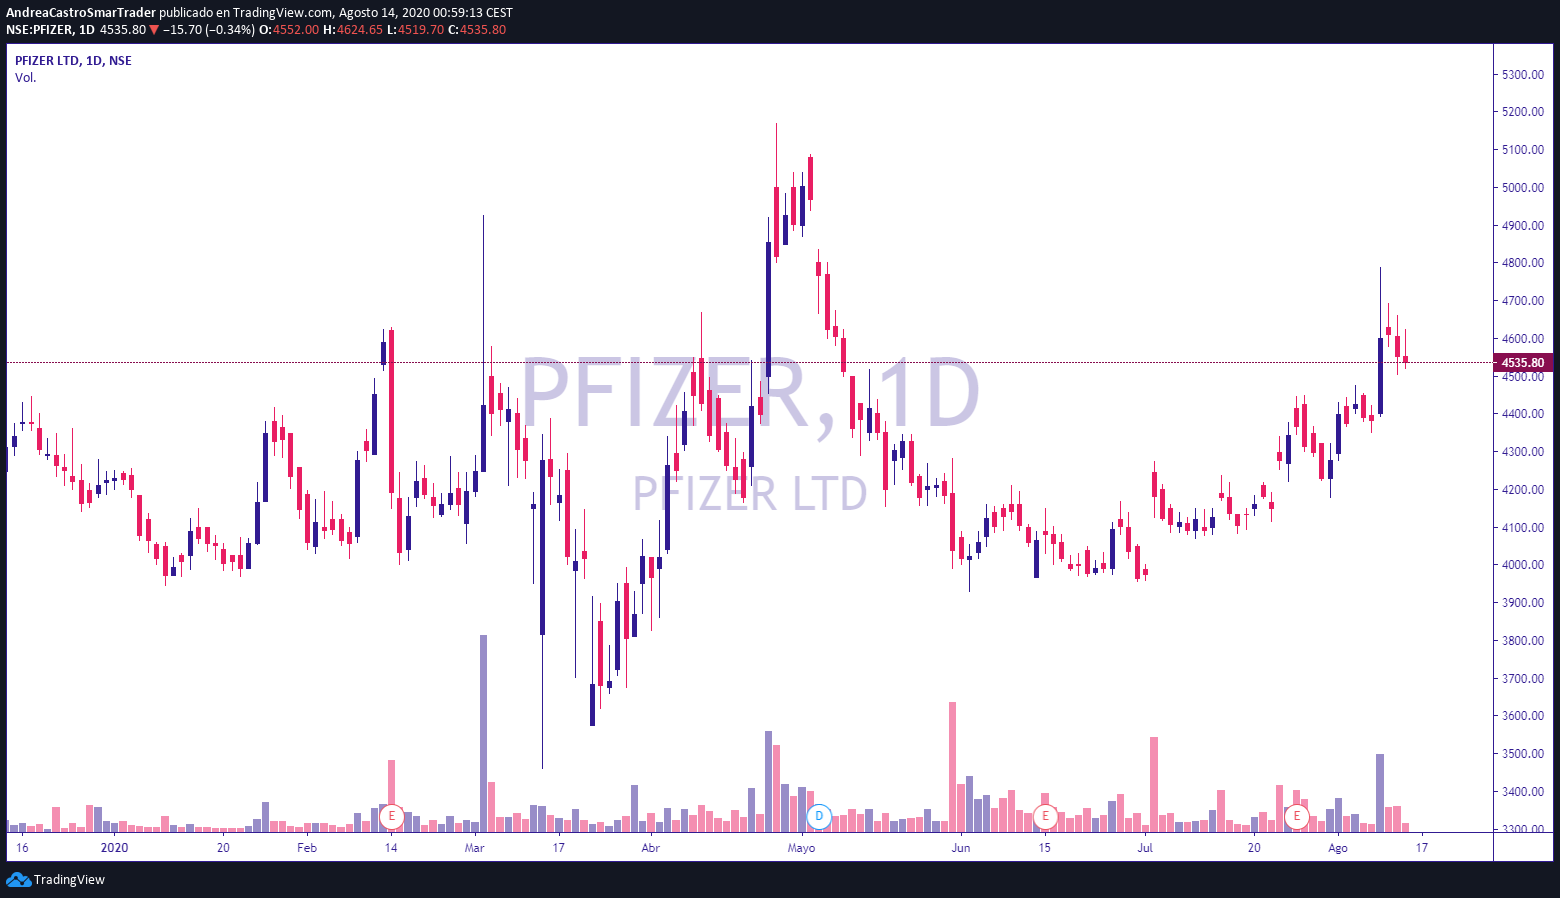 AndreaCastroSmarTrader publicado en TradingView.com, Agosto 14, 2020 00:59:13 CEST
NSE:PFIZER, 1D 4535.80 ▼ −15.70 (−0.34%) O:4552.00 H:4624.65 L:4519.70 C:4535.80
PFIZER LTD, 1D, NSE
Vol.
PFIZER, 1D
PFIZER LTD
5300.00
5200.00
5100.00
5000.00
4900.00
4800.00
4700.00
4600.00
4535.80
4500.00
4400.00
4300.00
4200.00
4100.00
4000.00
3900.00
3800.00
3700.00
3600.00
3500.00
3400.00
3300.00
E D E E
16 2020 20 Feb 14 Mar 17 Abr Mayo Jun 15 Jul 20 Ago 17
TradingView